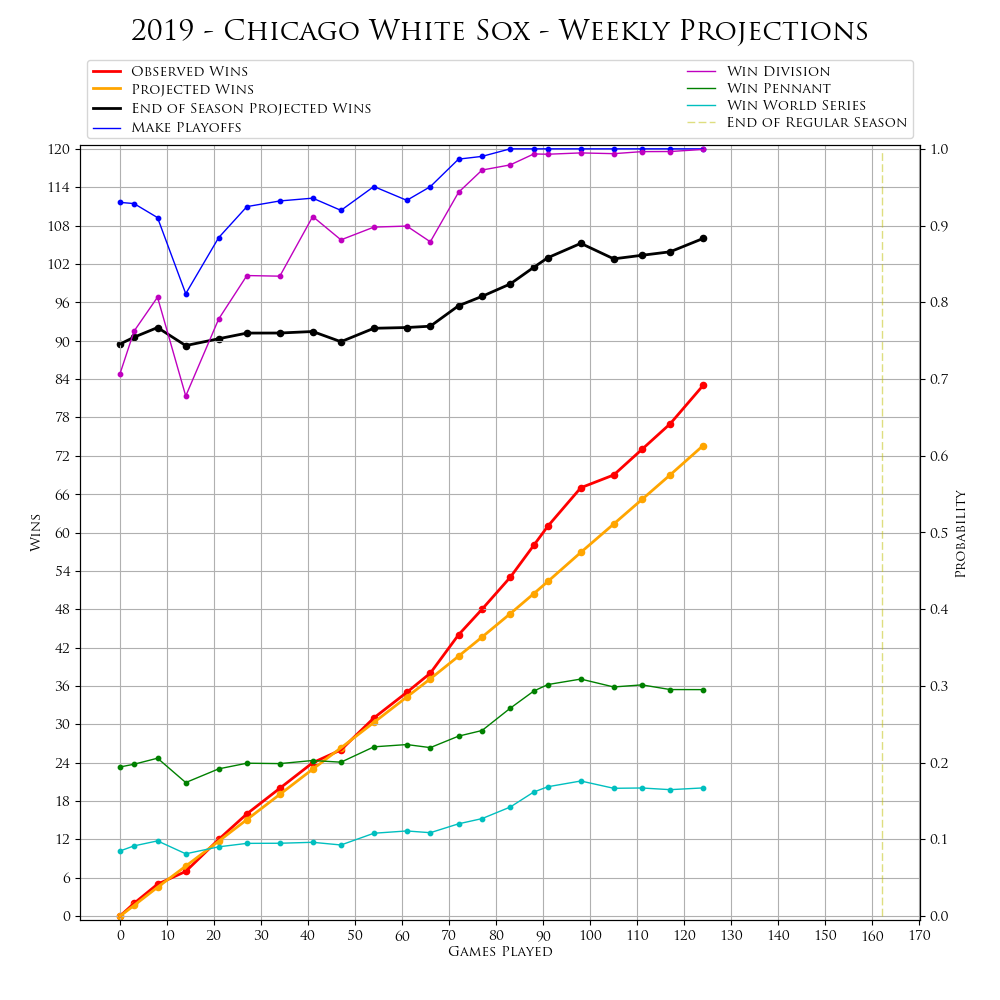 2019 - Chicago White Sox - Weekly Projections
Observed Wins
Projected Wins
End of Season Projected Wins
Make Playoffs
Win Division
Win Pennant
Win World Series
End of Regular Season
120
114
108
102
96
90
84
78
72
66
60
54
48
42
36
30
24
18
12
6
0
Wins
1.0
0.9
0.8
0.7
0.6
0.5
0.4
0.3
0.2
0.1
0.0
Probability
0 10 20 30 40 50 60 70 80 90 100 110 120 130 140 150 160 170
Games Played